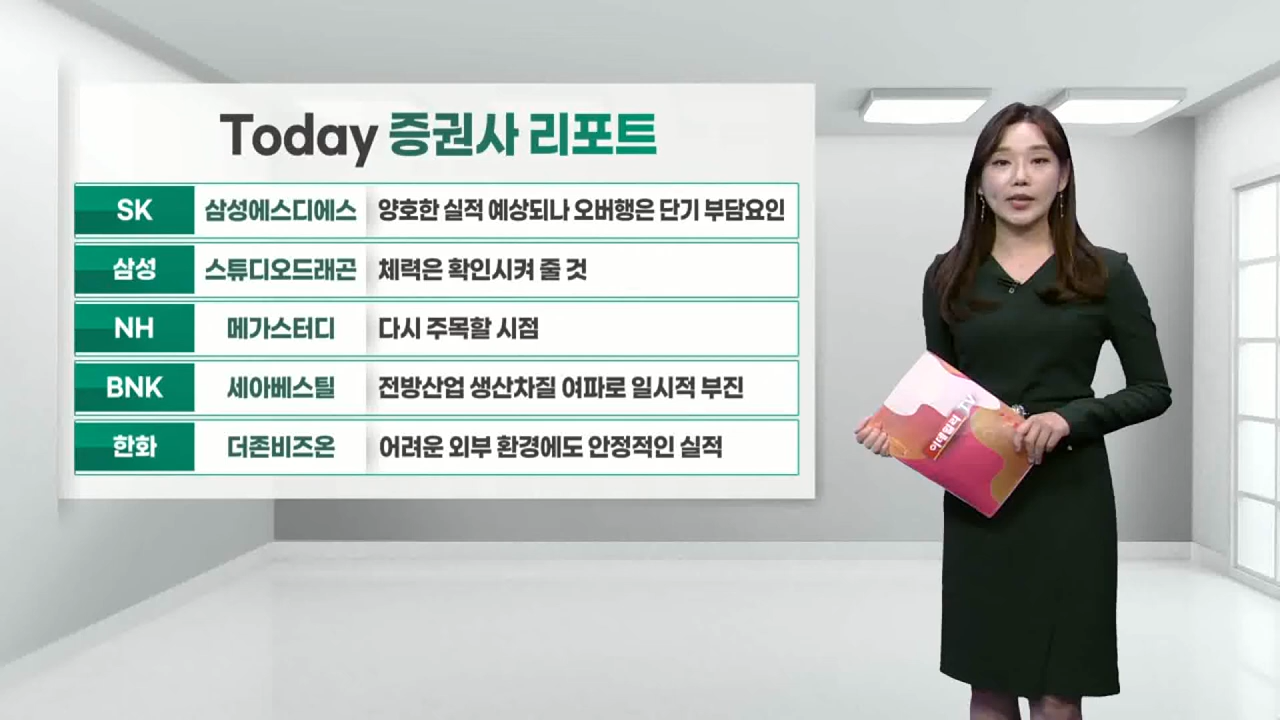 Today 증권사 리포트
SK 삼성에스디에스 양호한 실적 예상되나 오버행은 단기 부담요인
삼성 스튜디오드래곤 체력은 확인시켜 줄 것
NH 메가스터디 다시 주목할 시점
BNK 세아베스틸 전방산업 생산차질 여파로 일시적 부진
한화 더존비즈온 어려운 외부 환경에도 안정적인 실적
이데일리 TV